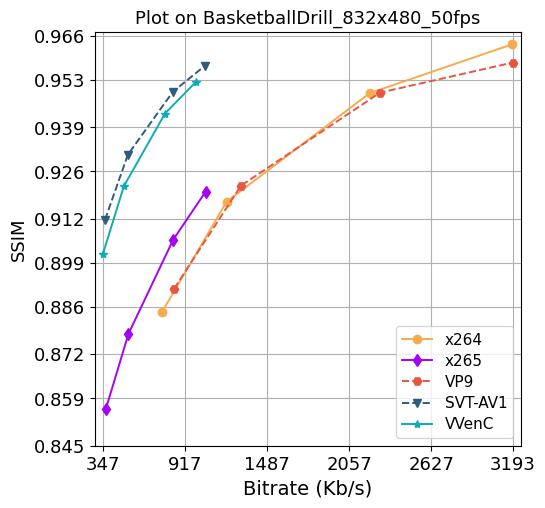 Plot on BasketballDrill_832x480_50fps
SSIM
0.966
0.953
0.939
0.926
0.912
0.899
0.886
0.872
0.859
0.845
x264
x265
VP9
SVT-AV1
VVenC
347 917 1487 2057 2627 3193
Bitrate (Kb/s)